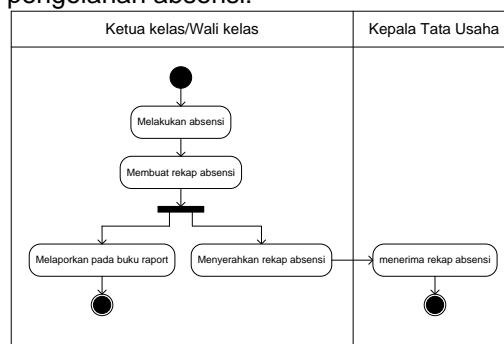 pengolahan absensi.
Ketua kelas/Wali kelas
Kepala Tata Usaha
Melakukan absensi
Membuat rekap absensi
Melaporkan pada buku raport
Menyerahkan rekap absensi
menerima rekap absensi